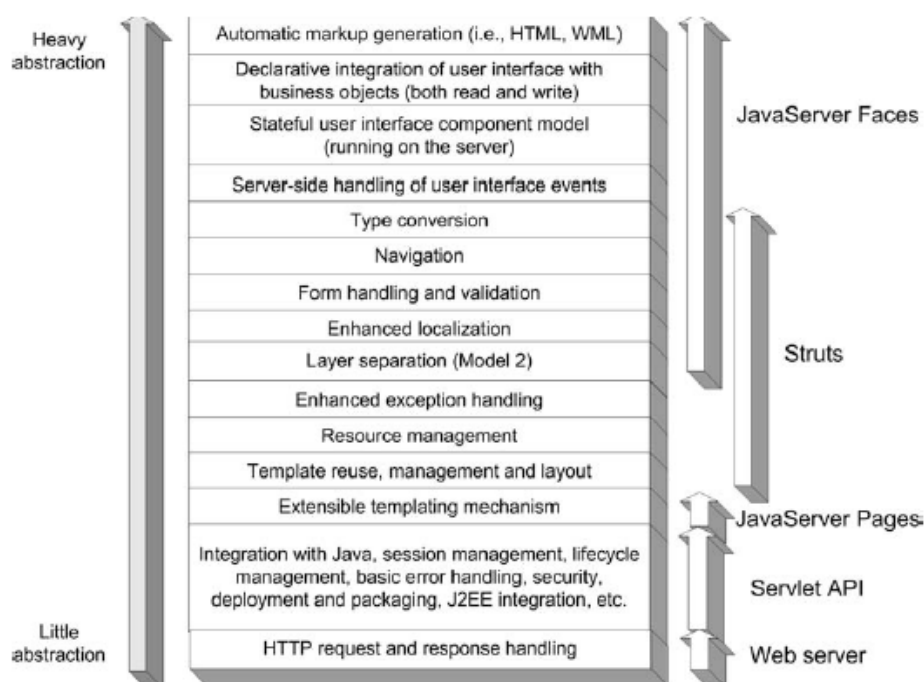 Heavy
abstraction
Automatic markup generation (i.e., HTML, WML)
Declarative integration of user interface with
business objects (both read and write)
Stateful user interface component model
(running on the server)
Server-side handling of user interface events
Type conversion
Navigation
Form handling and validation
Enhanced localization
Layer separation (Model 2)
Enhanced exception handling
Resource management
Template reuse, management and layout
Extensible templating mechanism
Integration with Java, session management, lifecycle
management, basic error handling, security,
deployment and packaging, J2EE integration, etc.
HTTP request and response handling
Little
abstraction
JavaServer Faces
Struts
JavaServer Pages
Servlet API
Web server